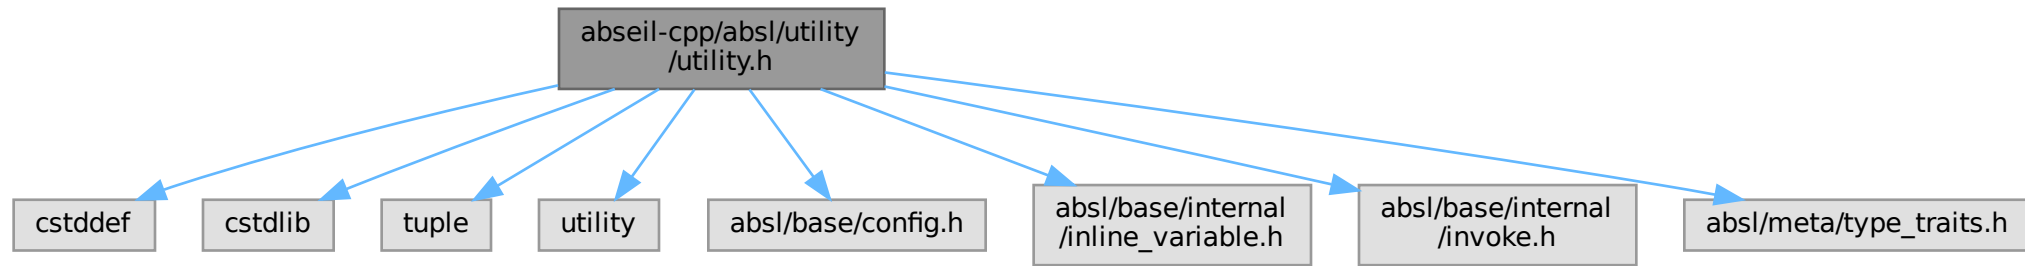 abseil-cpp/absl/utility
/utility.h
cstddef
cstdlib
tuple
utility
absl/base/config.h
absl/base/internal
/inline_variable.h
absl/base/internal
/invoke.h
absl/meta/type_traits.h